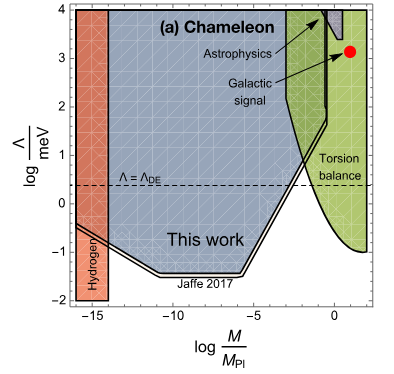 (a) Chameleon
Astrophysics
Galactic
signal
Torsion
balance
Λ = Λ_DE
This work
Hydrogen
Jaffe 2017
4
3
2
1
0
−1
−2
−15
−10
−5
0
log Λ/meV
log M/M_Pl